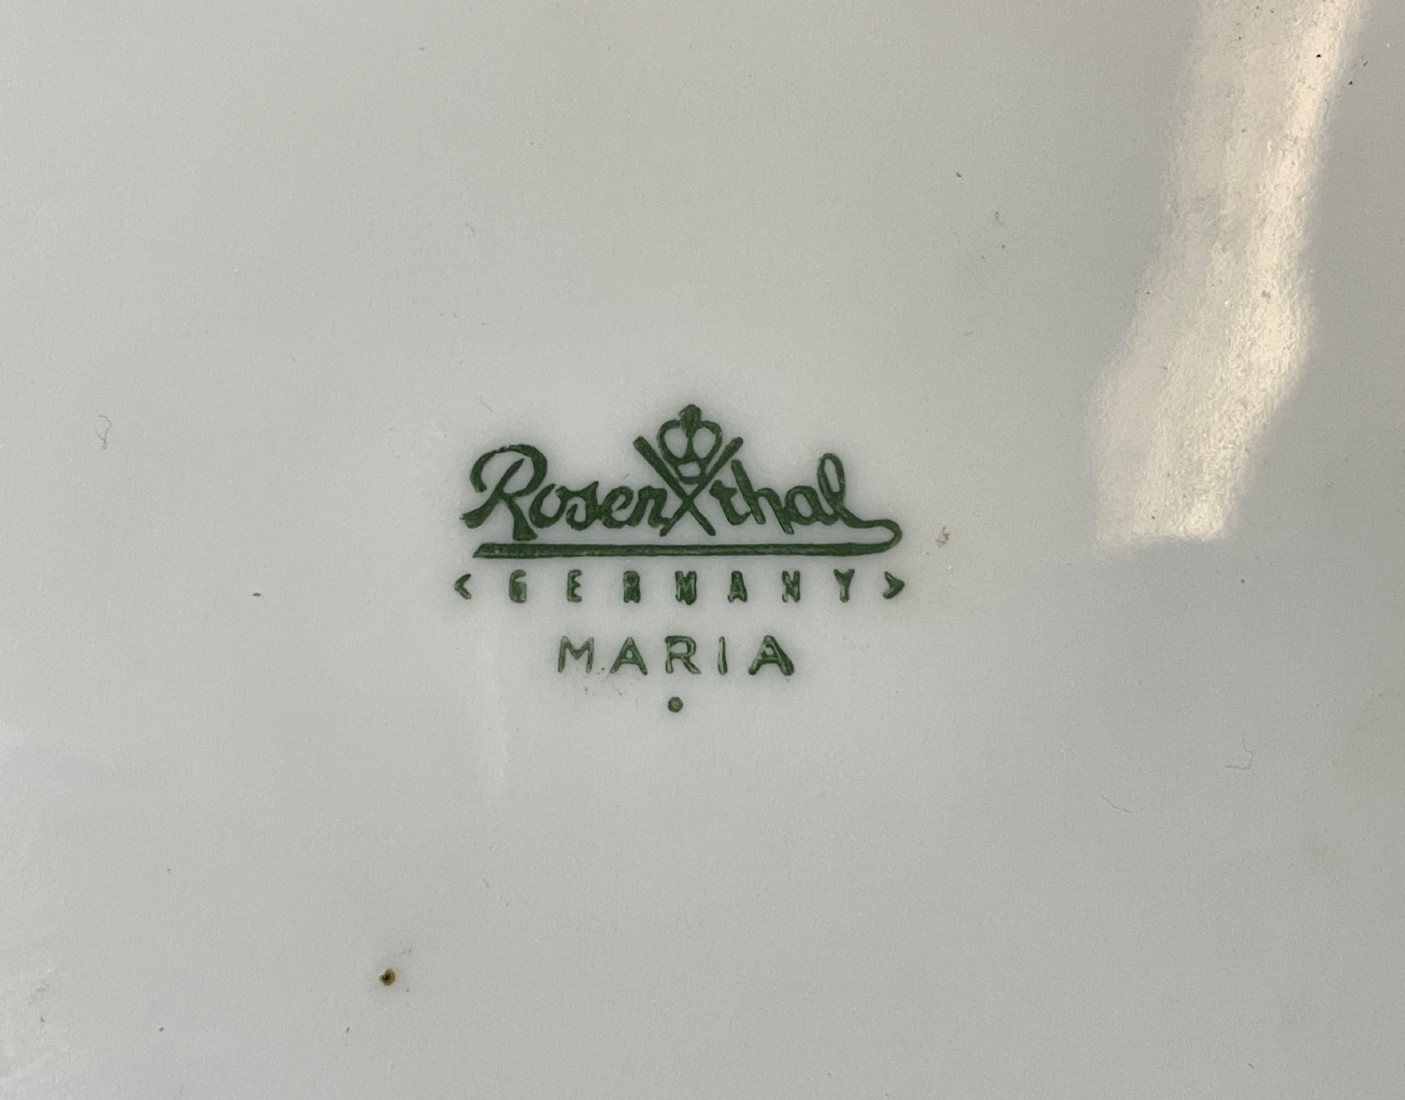 Rosenthal
< GERMANY >
MARIA